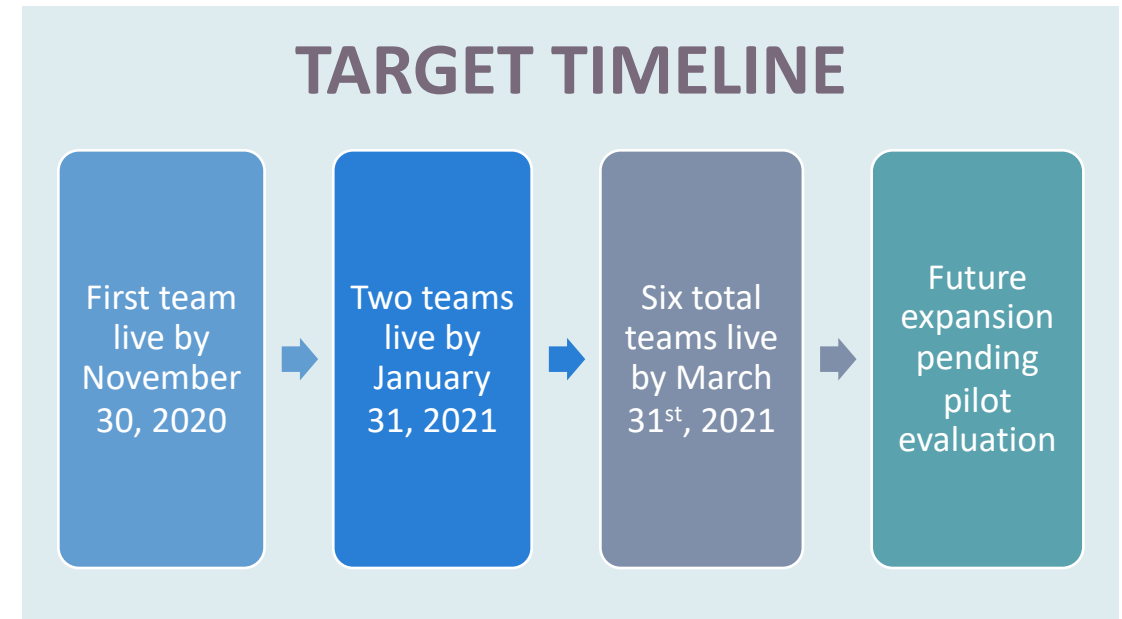 TARGET TIMELINE
First team
live by
November
30, 2020
Two teams
live by
January
31, 2021
Six total
teams live
by March
31st, 2021
Future
expansion
pending
pilot
evaluation